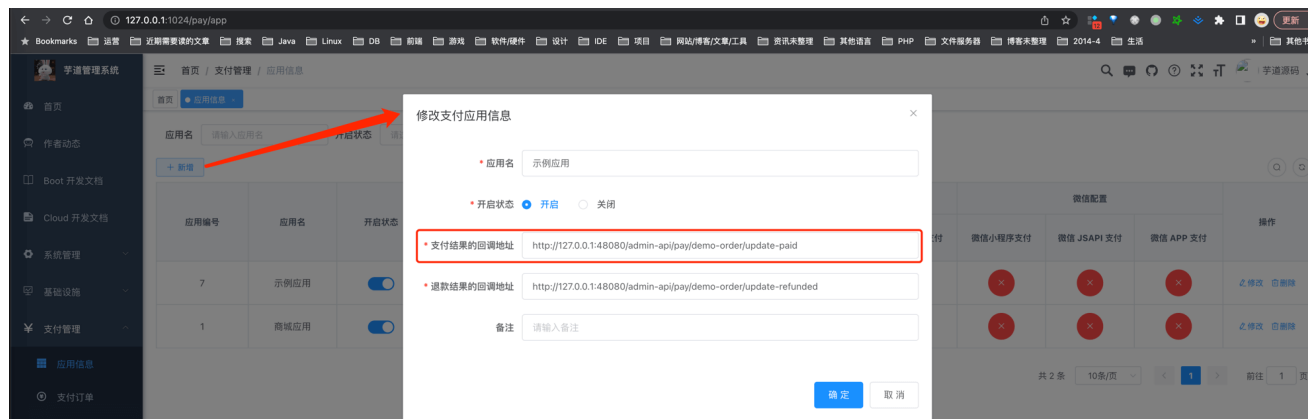 127.0.0.1:1024/pay/app
更新
Bookmarks 运营 近期需要读的文章 搜索 Java Linux DB 前端 游戏 软件/硬件 设计 IDE 项目 网站/博客/文章/工具 资讯未整理 其他语言 PHP 文件服务器 博客未整理 2014-4 生活 » 其他书
芋道管理系统
首页 / 支付管理 / 应用信息
芋道源码
首页
作者动态
Boot 开发文档
Cloud 开发文档
系统管理
基础设施
支付管理
应用信息
支付订单
首页 应用信息
应用名 请输入应用名 开启状态
+ 新增
应用编号 应用名 开启状态
微信配置
微信小程序支付 微信 JSAPI 支付 微信 APP 支付 操作
7 示例应用 修改 删除
1 商城应用 修改 删除
共 2 条 10条/页 1 前往 1 页
修改支付应用信息
* 应用名 示例应用
* 开启状态 开启 关闭
* 支付结果的回调地址 http://127.0.0.1:48080/admin-api/pay/demo-order/update-paid
* 退款结果的回调地址 http://127.0.0.1:48080/admin-api/pay/demo-order/update-refunded
备注 请输入备注
确 定 取 消